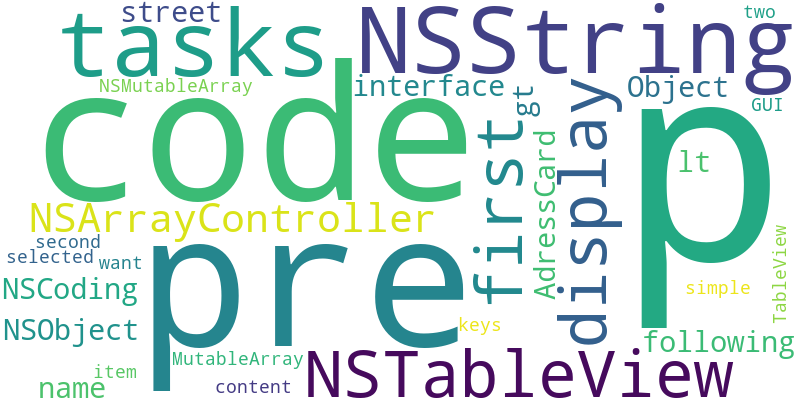 street
two
tasks
NSString
NSMutableArray
interface
Object
GUI
code
gt
p
first
display
AdressCard
lt
NSArrayController
second
selected
want
pre
TableView
NSCoding
simple
NSObject
keys
following
MutableArray
NSTableView
item
name
content